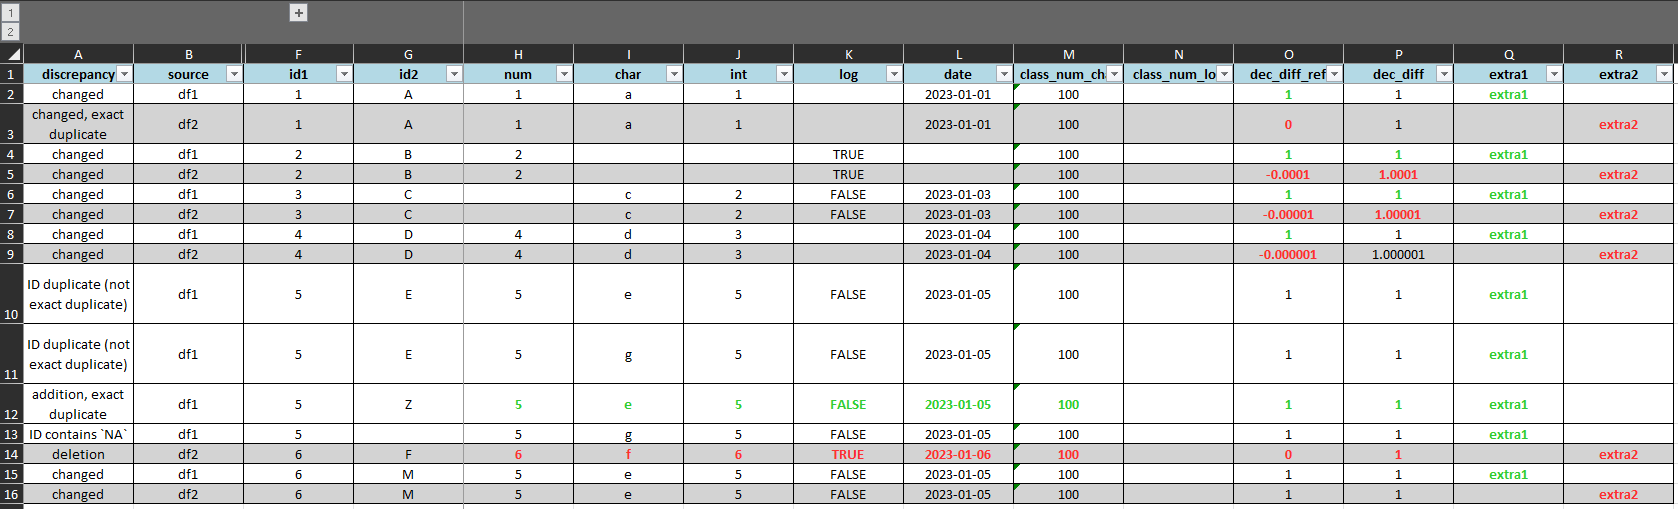 1
2
+
A B F G H I J K L M N O P Q R
1 discrepancy source id1 id2 num char int log date class_num_cha class_num_lo dec_diff_ref dec_diff extra1 extra2
2 changed df1 1 A 1 a 1 2023-01-01 100 1 1 extra1
changed, exact
3 duplicate df2 1 A 1 a 1 2023-01-01 100 0 1 extra2
4 changed df1 2 B 2 TRUE 100 1 1 extra1
5 changed df2 2 B 2 TRUE 100 -0.0001 1.0001 extra2
6 changed df1 3 C c 2 FALSE 2023-01-03 100 1 1 extra1
7 changed df2 3 C c 2 FALSE 2023-01-03 100 -0.00001 1.00001 extra2
8 changed df1 4 D 4 d 3 2023-01-04 100 1 1 extra1
9 changed df2 4 D 4 d 3 2023-01-04 100 -0.000001 1.000001 extra2
ID duplicate (not
10 exact duplicate) df1 5 E 5 e 5 FALSE 2023-01-05 100 1 1 extra1
ID duplicate (not
11 exact duplicate) df1 5 E 5 g 5 FALSE 2023-01-05 100 1 1 extra1
addition, exact
12 duplicate df1 5 Z 5 e 5 FALSE 2023-01-05 100 1 1 extra1
13 ID contains `NA` df1 5 5 g 5 FALSE 2023-01-05 100 1 1 extra1
14 deletion df2 6 F 6 f 6 TRUE 2023-01-06 100 0 1 extra2
15 changed df1 6 M 5 e 5 FALSE 2023-01-05 100 1 1 extra1
16 changed df2 6 M 5 e 5 FALSE 2023-01-05 100 1 1 extra2